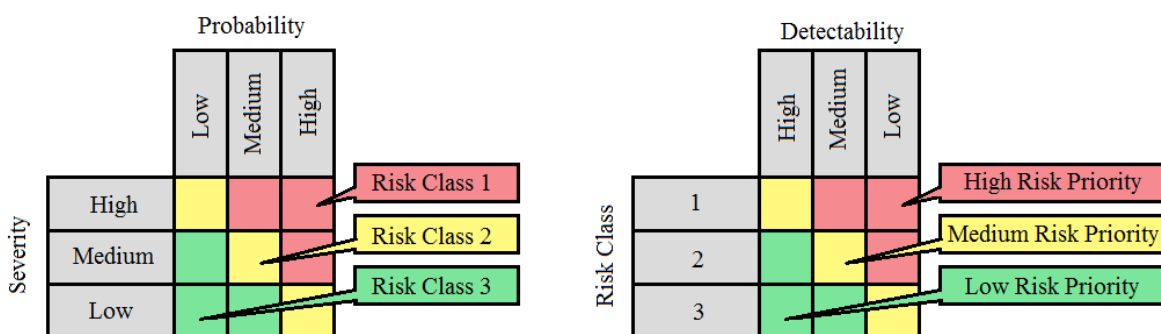 Probability
Low
Medium
High
Severity
High
Medium
Low
Risk Class 1
Risk Class 2
Risk Class 3
Detectability
High
Medium
Low
Risk Class
1
2
3
High Risk Priority
Medium Risk Priority
Low Risk Priority